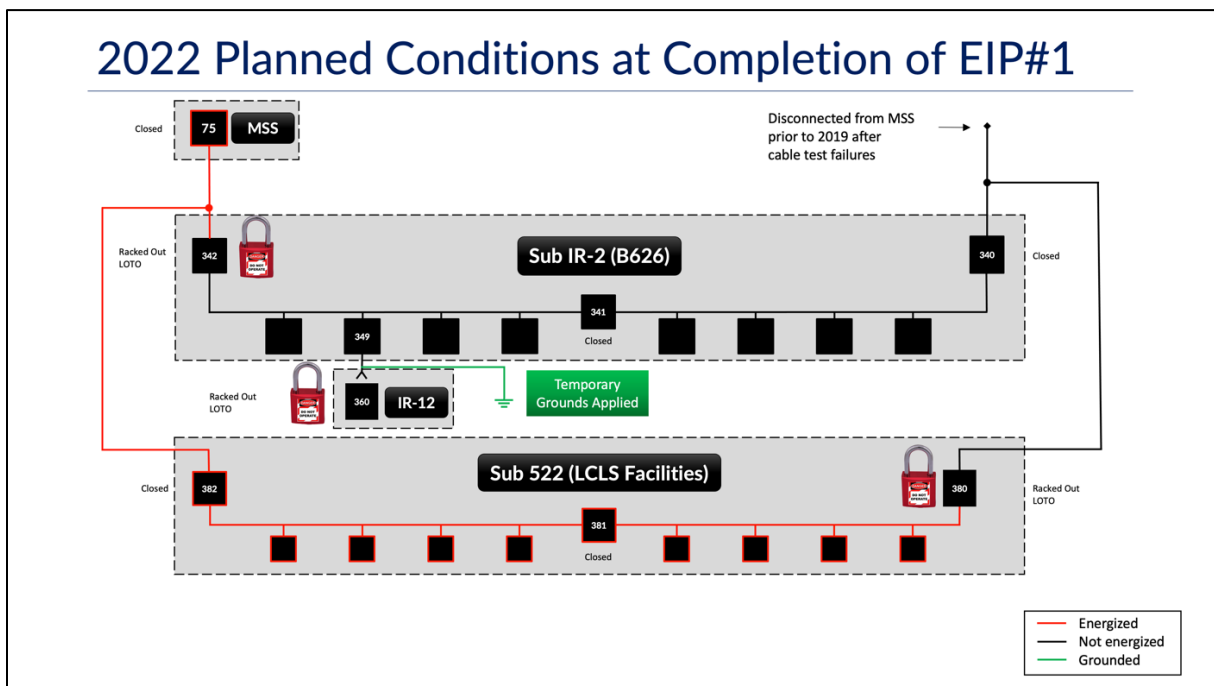 2022 Planned Conditions at Completion of EIP#1
Closed
75
MSS
Disconnected from MSS
prior to 2019 after
cable test failures
Racked Out
LOTO
342
Sub IR-2 (B626)
340
Closed
341
Closed
349
Racked Out
LOTO
360
IR-12
Temporary
Grounds Applied
Sub 522 (LCLS Facilities)
Closed
382
380
Racked Out
LOTO
381
Closed
Energized
Not energized
Grounded